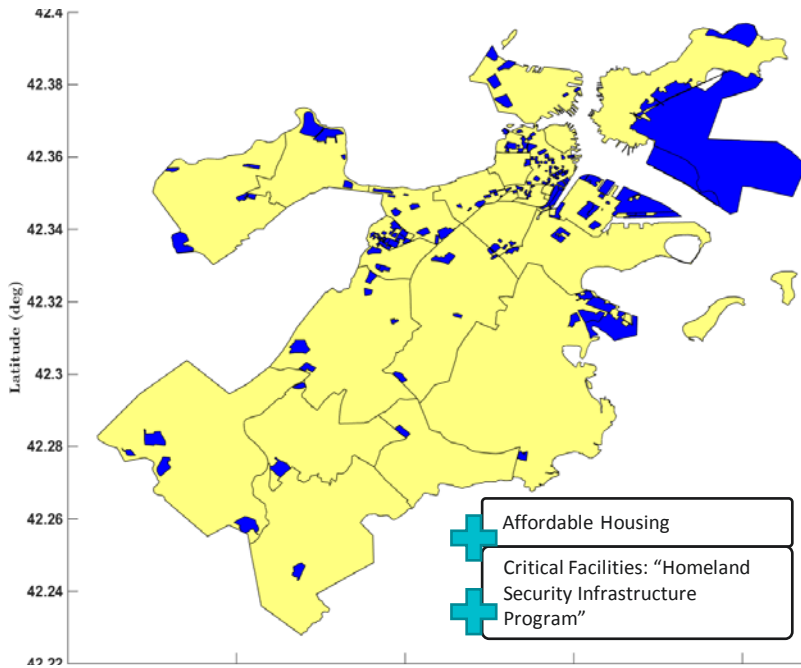 42.4
42.38
42.36
42.34
42.32
42.3
42.28
42.26
42.24
42.22
Latitude (deg)
Affordable Housing
Critical Facilities: “Homeland
Security Infrastructure
Program”